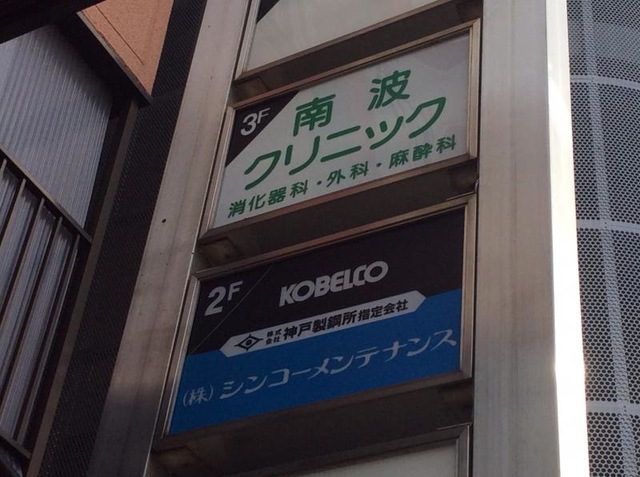 3F
南波
クリニック
消化器科・外科・麻酔科
2F
KOBELCO
株式会社 神戸製鋼所指定会社
(株)シンコーメンテナンス